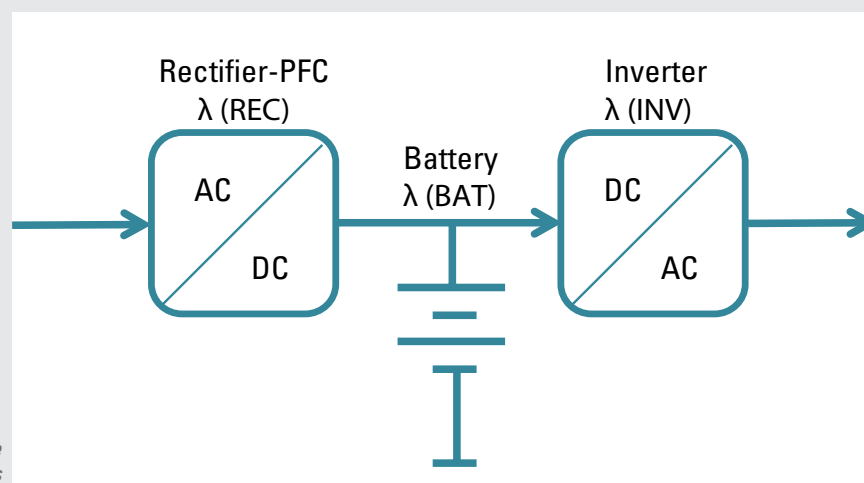 Rectifier-PFC
λ (REC)
Inverter
λ (INV)
Battery
λ (BAT)
AC
DC
DC
AC